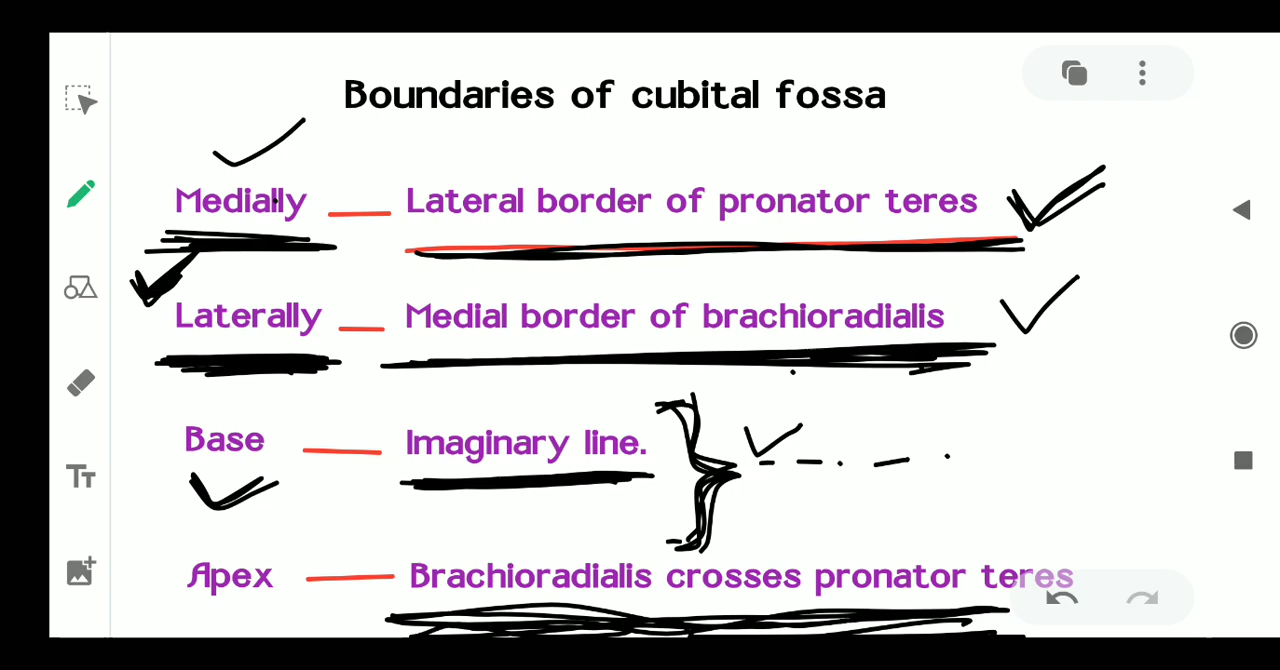 Boundaries of cubital fossa
Medially — Lateral border of pronator teres
Laterally — Medial border of brachioradialis
Base — Imaginary line.
Apex — Brachioradialis crosses pronator teres
Tт